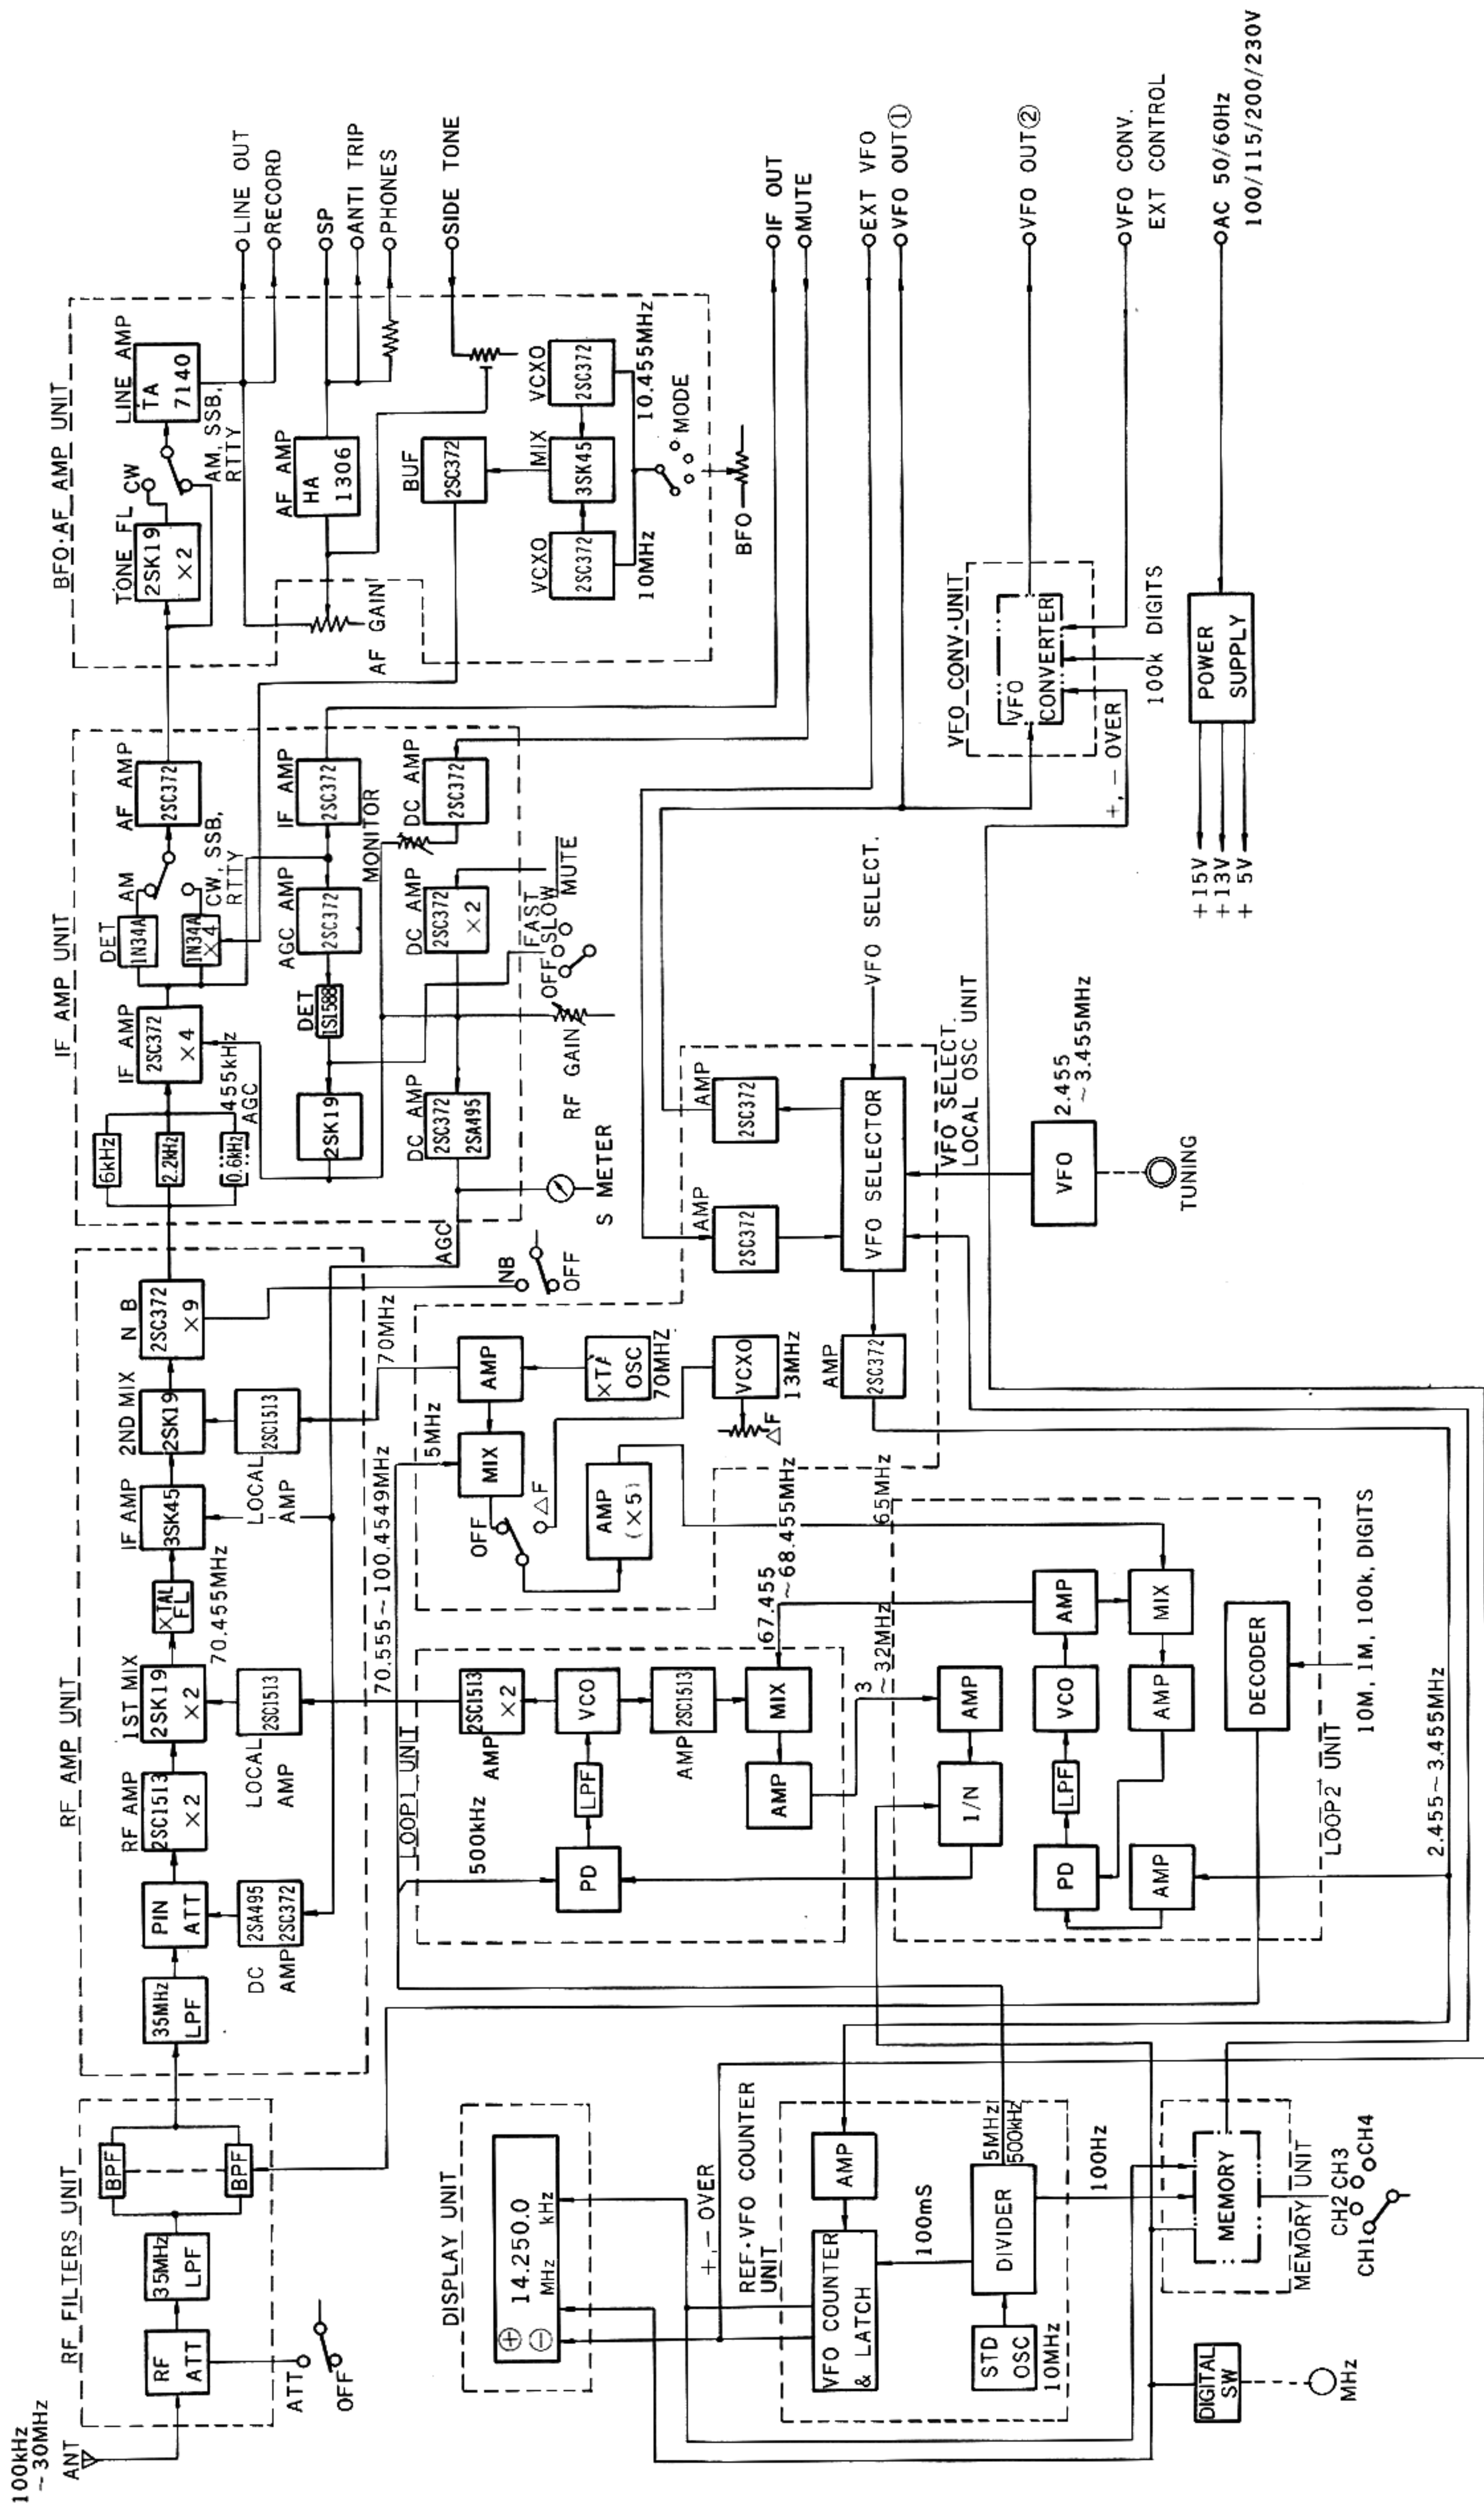 100kHz
~30MHz
ANT
RF FILTERS UNIT
RF
ATT
35MHz
LPF
BPF
BPF
ATT
OFF
RF AMP UNIT
35MHz
LPF
PIN
ATT
DC
AMP
2SA495
2SC372
RF AMP
2SC1513
×2
1ST MIX
2SK19
×2
LOCAL
AMP
2SC1513
70.455MHz
XTAL
FL
IF AMP
3SK45
2ND MIX
2SK19
LOCAL
AMP
2SC1513
N B
2SC372
×9
NB
OFF
AGC
IF AMP UNIT
6kHz
2.2kHz
0.6kHz
455kHz
AGC
IF AMP
2SC372
×4
DET
1N34A
1N34A
×4
AM
CW, SSB,
RTTY
AF AMP
2SC372
2SK19
DET
1S1588
AGC AMP
2SC372
IF AMP
2SC372
MONITOR
DC AMP
2SC372
2SA495
DC AMP
2SC372
×2
DC AMP
2SC372
S METER
RF GAIN
OFF
SLOW
FAST
MUTE
BFO·AF AMP UNIT
TONE FL
2SK19
×2
CW
AM, SSB,
RTTY
LINE AMP
TA
7140
AF GAIN
AF AMP
HA
1306
BUF
2SC372
VCXO
2SC372
10MHz
MIX
3SK45
VCXO
2SC372
10.455MHz
MODE
BFO
LINE OUT
RECORD
SP
ANTI TRIP
PHONES
SIDE TONE
IF OUT
MUTE
EXT VFO
VFO OUT①
VFO OUT②
VFO CONV.
EXT CONTROL
AC 50/60Hz
100/115/200/230V
70.555~100.4549MHz
70MHz
5MHz
MIX
AMP
XTAL
OSC
70MHZ
OFF
△F
AMP
(×5)
VCXO
13MHz
△F
65MHz
AMP
2SC372
AMP
2SC372
AMP
2SC372
VFO SELECTOR
VFO SELECT.
VFO SELECT.
LOCAL OSC UNIT
VFO
2.455
~3.455MHz
TUNING
VFO CONV·UNIT
VFO
CONVERTER
+, − OVER
100k DIGITS
POWER
SUPPLY
+15V
+13V
+ 5V
LOOP1 UNIT
500kHz
PD
LPF
VCO
AMP
2SC1513
×2
AMP
2SC1513
MIX
AMP
67.455
~68.455MHz
3
~32MHz
LOOP2 UNIT
1/N
AMP
PD
LPF
VCO
AMP
AMP
AMP
MIX
DECODER
10M, 1M, 100k, DIGITS
2.455~3.455MHz
DISPLAY UNIT
⊕
⊖
14.250.0
MHz
kHz
+,− OVER
REF·VFO COUNTER
UNIT
VFO COUNTER
& LATCH
AMP
100mS
STD
OSC
10MHz
DIVIDER
5MHz
500kHz
100Hz
MEMORY
MEMORY UNIT
CH1
CH2
CH3
CH4
DIGITAL
SW
MHz